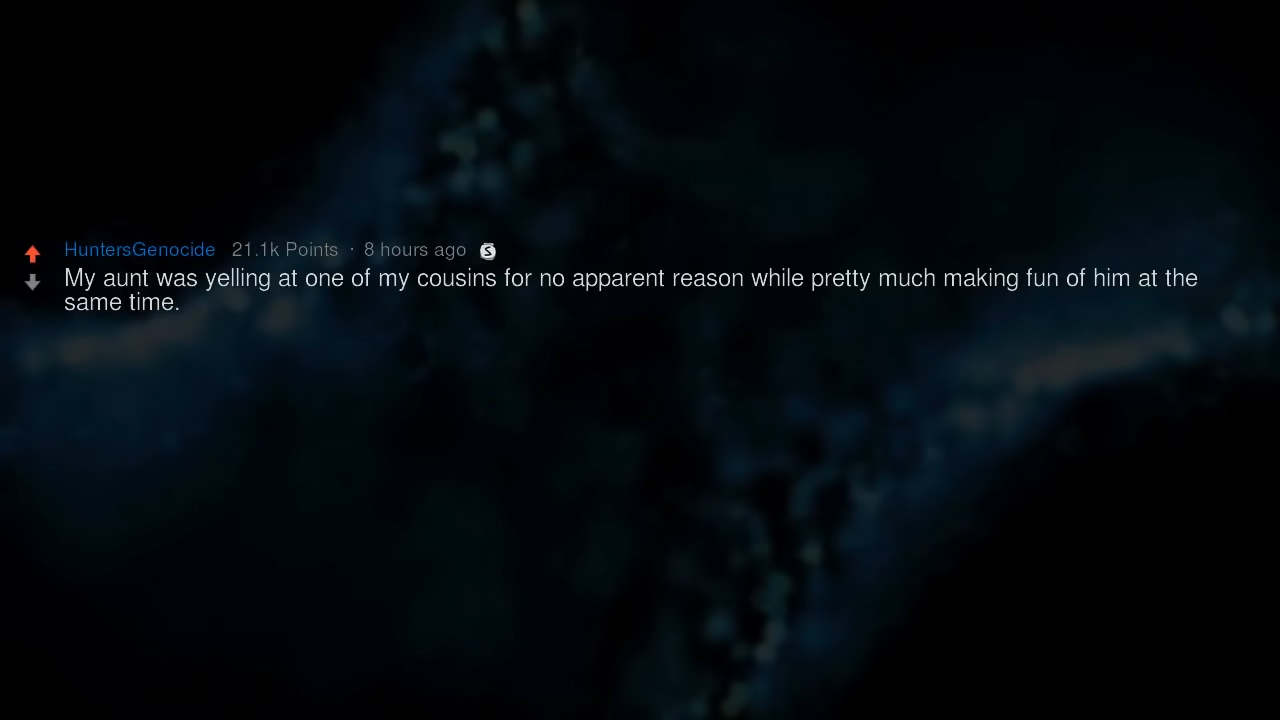 HuntersGenocide 21.1k Points · 8 hours ago S
My aunt was yelling at one of my cousins for no apparent reason while pretty much making fun of him at the
same time.